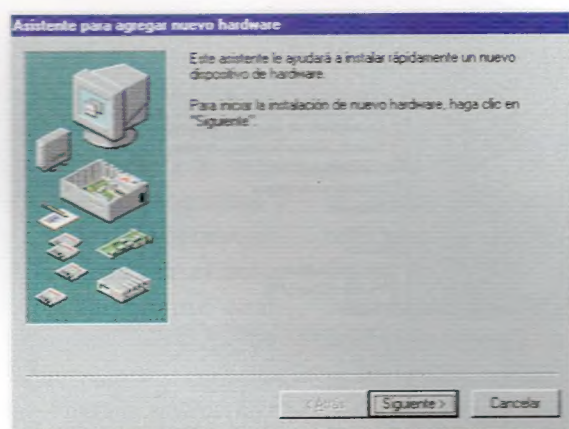 Asistente para agregar nuevo hardware
Este asistente le ayudará a instalar rápidamente un nuevo
dispositivo de hardware.
Para iniciar la instalación de nuevo hardware, haga clic en
"Siguiente".
< Atrás
Siguiente >
Cancelar